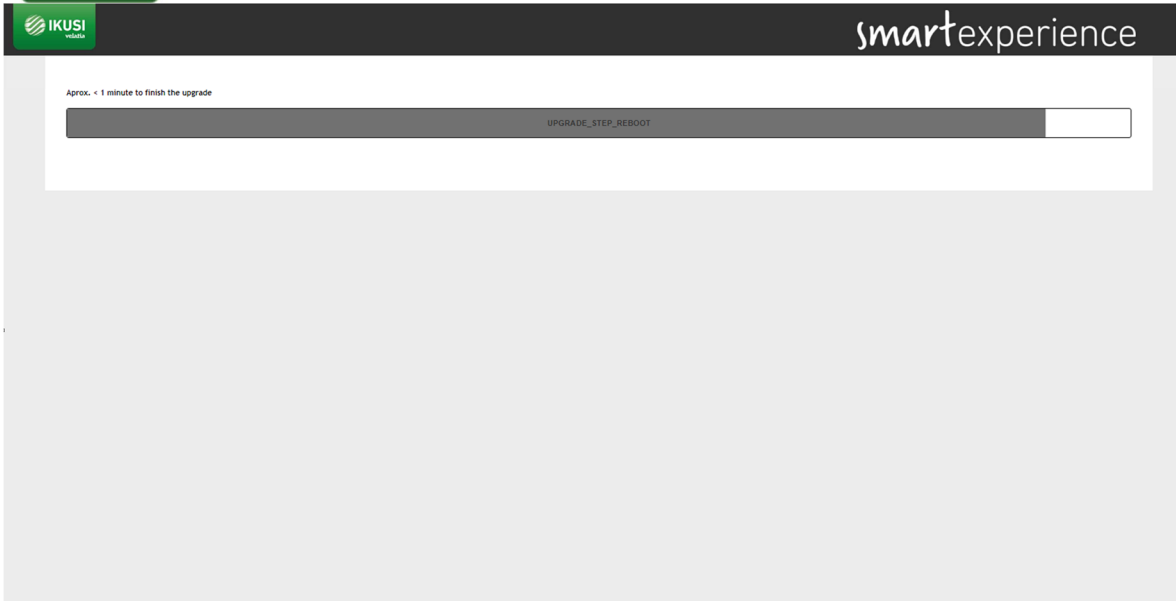 IKUSI
velatia
smartexperience
Aprox. < 1 minute to finish the upgrade
UPGRADE_STEP_REBOOT